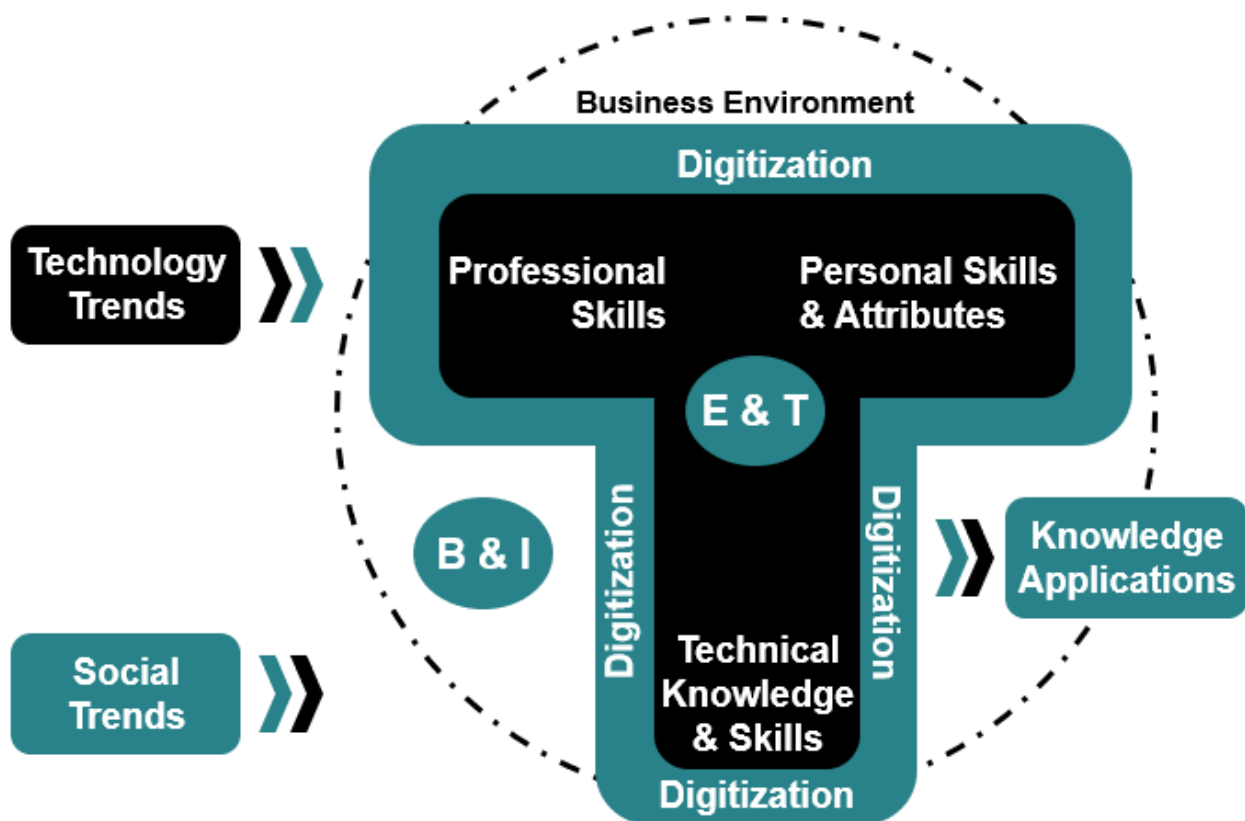 Business Environment
Digitization
Technology
Trends
Professional
Skills
Personal Skills
& Attributes
E & T
B & I
Digitization
Digitization
Knowledge
Applications
Social
Trends
Technical
Knowledge
& Skills
Digitization